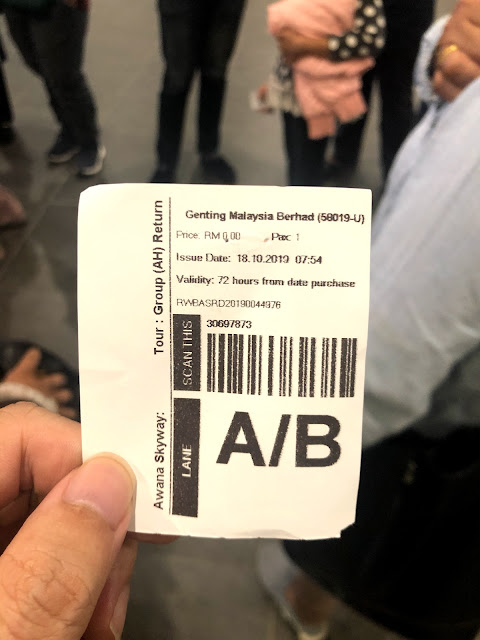 Genting Malaysia Berhad (58019-U)
Price: RM 0.00 Pax: 1
Issue Date: 18.10.2019 07:54
Validity: 72 hours from date purchase
RWBASRD20190044976
30697873
SCAN THIS
LANE
A/B
Awana Skyway: Tour : Group (AH) Return